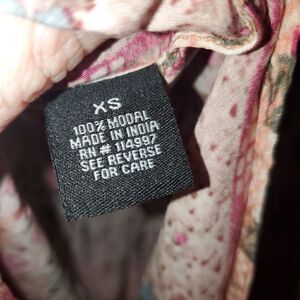 XS
100% MODAL
MADE IN INDIA
RN # 114997
SEE REVERSE
FOR CARE